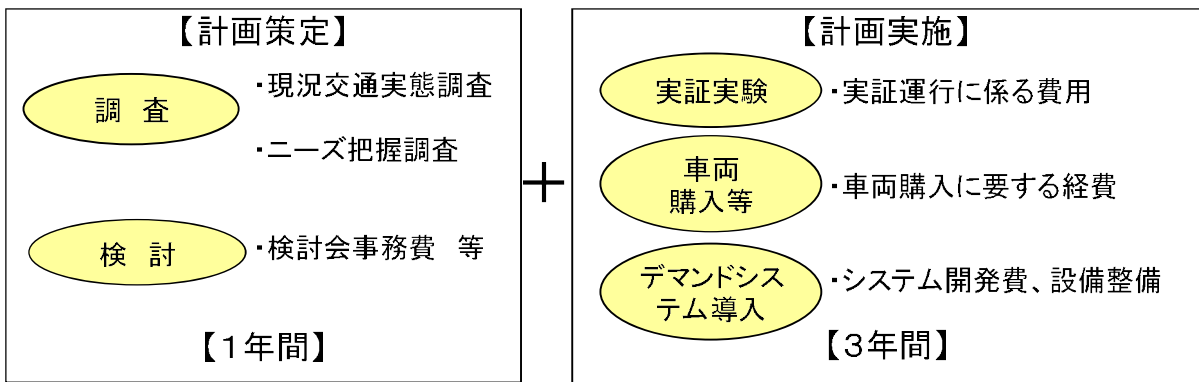 【計画策定】
調　査
・現況交通実態調査
・ニーズ把握調査
検　討
・検討会事務費　等
【１年間】
＋
【計画実施】
実証実験
・実証運行に係る費用
車両
購入等
・車両購入に要する経費
デマンドシス
テム導入
・システム開発費、設備整備
【３年間】